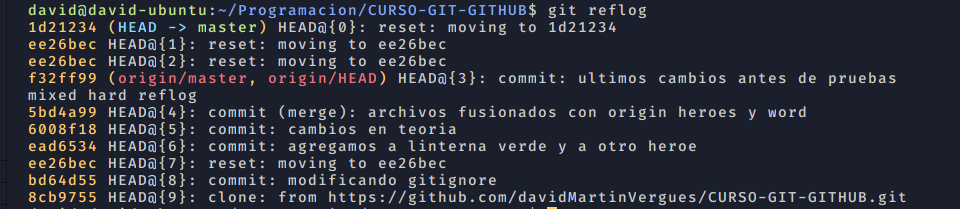 david@david-ubuntu:~/Programacion/CURSO-GIT-GITHUB$ git reflog
1d21234 (HEAD -> master) HEAD@{0}: reset: moving to 1d21234
ee26bec HEAD@{1}: reset: moving to ee26bec
ee26bec HEAD@{2}: reset: moving to ee26bec
f32ff99 (origin/master, origin/HEAD) HEAD@{3}: commit: ultimos cambios antes de pruebas
mixed hard reflog
5bd4a99 HEAD@{4}: commit (merge): archivos fusionados con origin heroes y word
6008f18 HEAD@{5}: commit: cambios en teoria
ead6534 HEAD@{6}: commit: agregamos a linterna verde y a otro heroe
ee26bec HEAD@{7}: reset: moving to ee26bec
bd64d55 HEAD@{8}: commit: modificando gitignore
8cb9755 HEAD@{9}: clone: from https://github.com/davidMartinVergues/CURSO-GIT-GITHUB.git